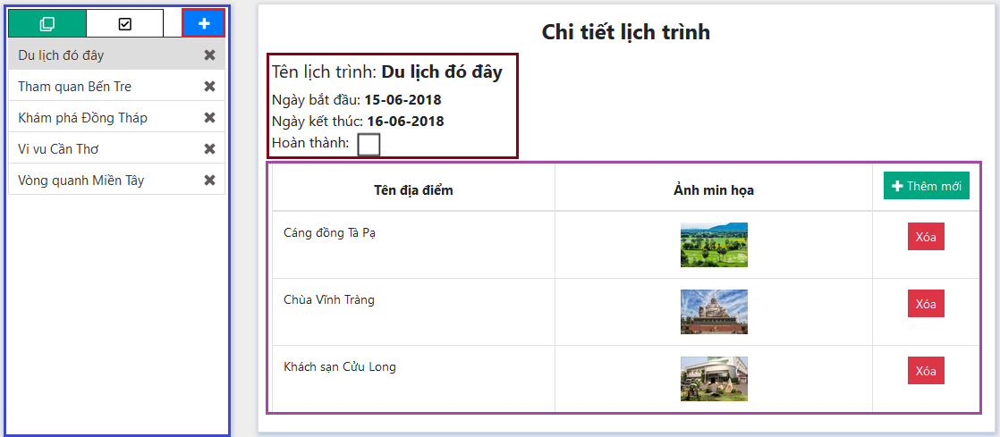 Du lịch đó đây
Tham quan Bến Tre
Khám phá Đồng Tháp
Vi vu Cần Thơ
Vòng quanh Miền Tây
Chi tiết lịch trình
Tên lịch trình: Du lịch đó đây
Ngày bắt đầu: 15-06-2018
Ngày kết thúc: 16-06-2018
Hoàn thành:
Tên địa điểm Ảnh min họa Thêm mới
Cáng đồng Tà Pạ Xóa
Chùa Vĩnh Tràng Xóa
Khách sạn Cửu Long Xóa